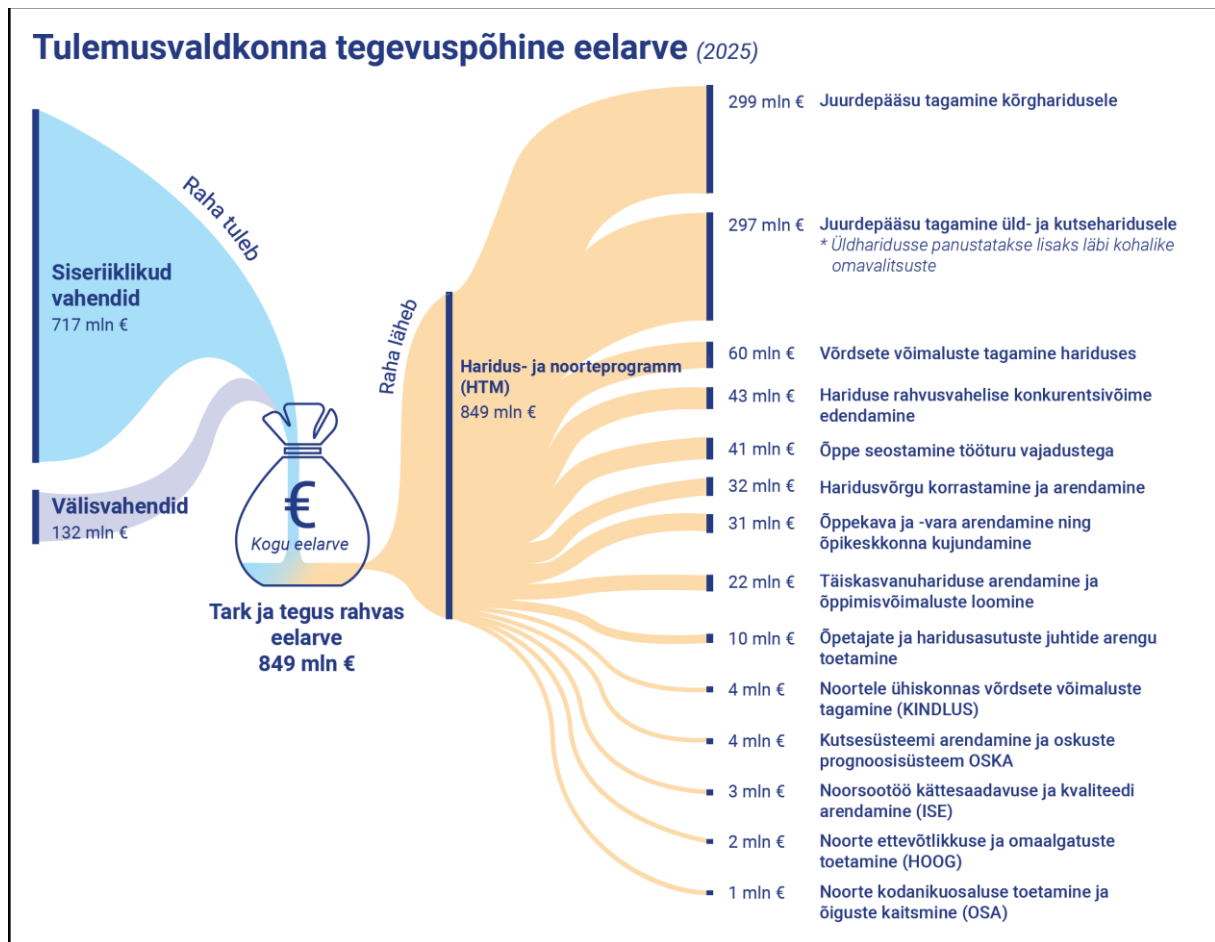 Tulemusvaldkonna tegevuspõhine eelarve (2025)
Raha tuleb
Siseriiklikud
vahendid
717 mln €
Välisvahendid
132 mln €
€
Kogu eelarve
Tark ja tegus rahvas
eelarve
849 mln €
Raha läheb
Haridus- ja noorteprogramm
(HTM)
849 mln €
299 mln € Juurdepääsu tagamine kõrgharidusele
297 mln € Juurdepääsu tagamine üld- ja kutseharidusele
* Üldharidusse panustatakse lisaks läbi kohalike
omavalitsuste
60 mln € Võrdsete võimaluste tagamine hariduses
43 mln € Hariduse rahvusvahelise konkurentsivõime
edendamine
41 mln € Õppe seostamine tööturu vajadustega
32 mln € Haridusvõrgu korrastamine ja arendamine
31 mln € Õppekava ja -vara arendamine ning
õpikeskkonna kujundamine
22 mln € Täiskasvanuhariduse arendamine ja
õppimisvõimaluste loomine
10 mln € Õpetajate ja haridusasutuste juhtide arengu
toetamine
4 mln € Noortele ühiskonnas võrdsete võimaluste
tagamine (KINDLUS)
4 mln € Kutsesüsteemi arendamine ja oskuste
prognoosisüsteem OSKA
3 mln € Noorsootöö kättesaadavuse ja kvaliteedi
arendamine (ISE)
2 mln € Noorte ettevõtlikkuse ja omaalgatuste
toetamine (HOOG)
1 mln € Noorte kodanikuosaluse toetamine ja
õiguste kaitsmine (OSA)